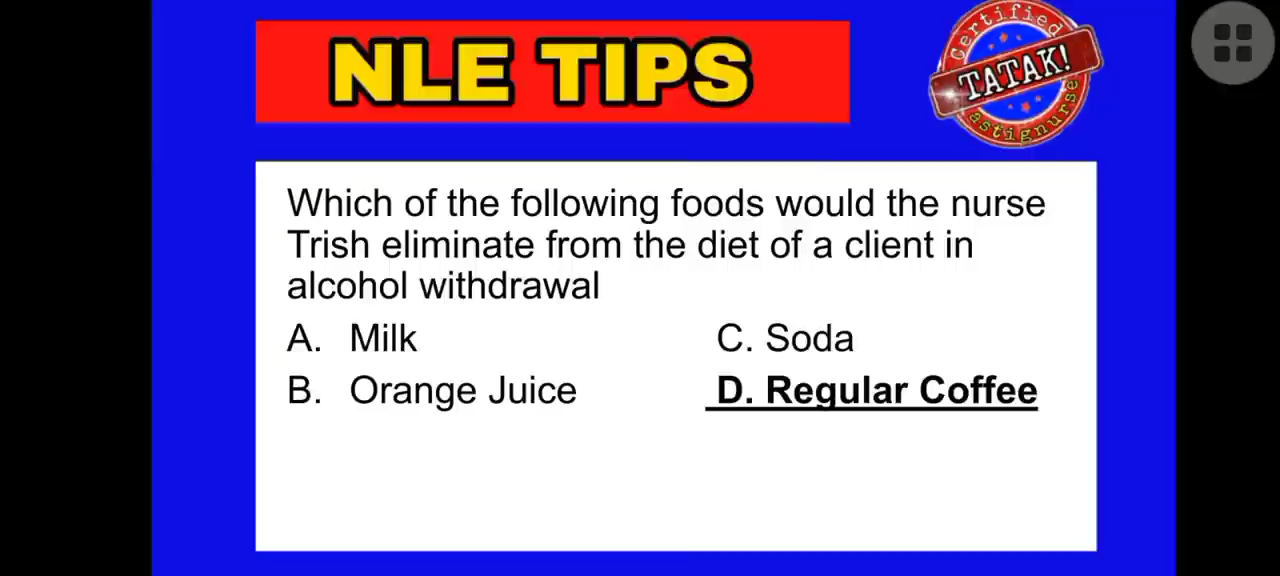 NLE TIPS
Certified
TATAK!
astignurse
Which of the following foods would the nurse
Trish eliminate from the diet of a client in
alcohol withdrawal
A. Milk
C. Soda
B. Orange Juice
D. Regular Coffee